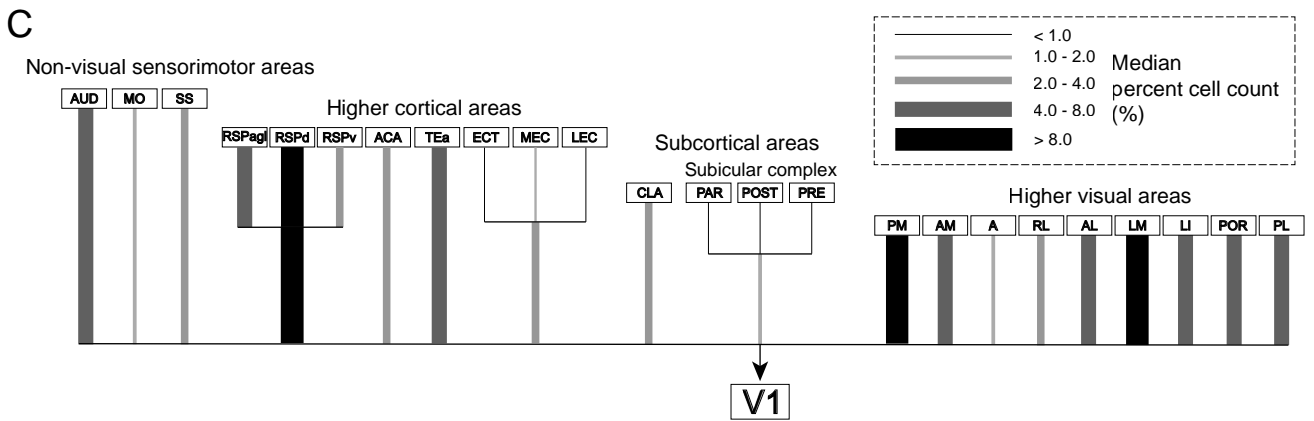 C
Non-visual sensorimotor areas
AUD MO SS
Higher cortical areas
RSPagl RSPd RSPv ACA TEa ECT MEC LEC
Subcortical areas
Subicular complex
CLA PAR POST PRE
< 1.0
1.0 - 2.0
2.0 - 4.0
4.0 - 8.0
> 8.0
Median
percent cell count
(%)
Higher visual areas
PM AM A RL AL LM LI POR PL
V1